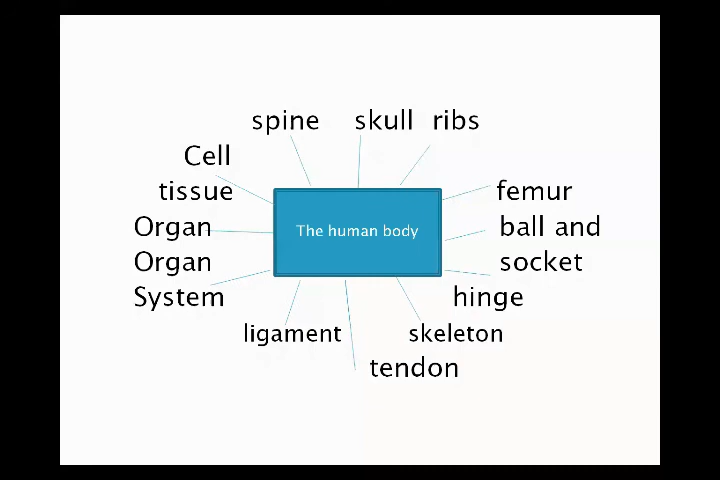 spine skull ribs
Cell
tissue femur
Organ The human body ball and
Organ socket
System hinge
ligament skeleton
tendon